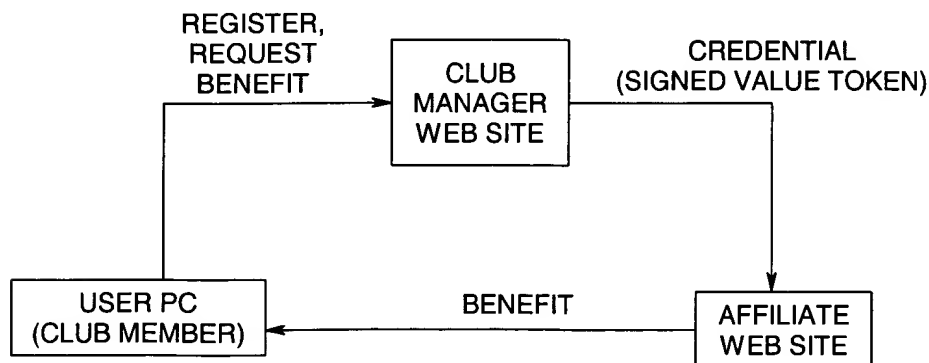 REGISTER,
REQUEST
BENEFIT
CLUB
MANAGER
WEB SITE
CREDENTIAL
(SIGNED VALUE TOKEN)
USER PC
(CLUB MEMBER)
BENEFIT
AFFILIATE
WEB SITE